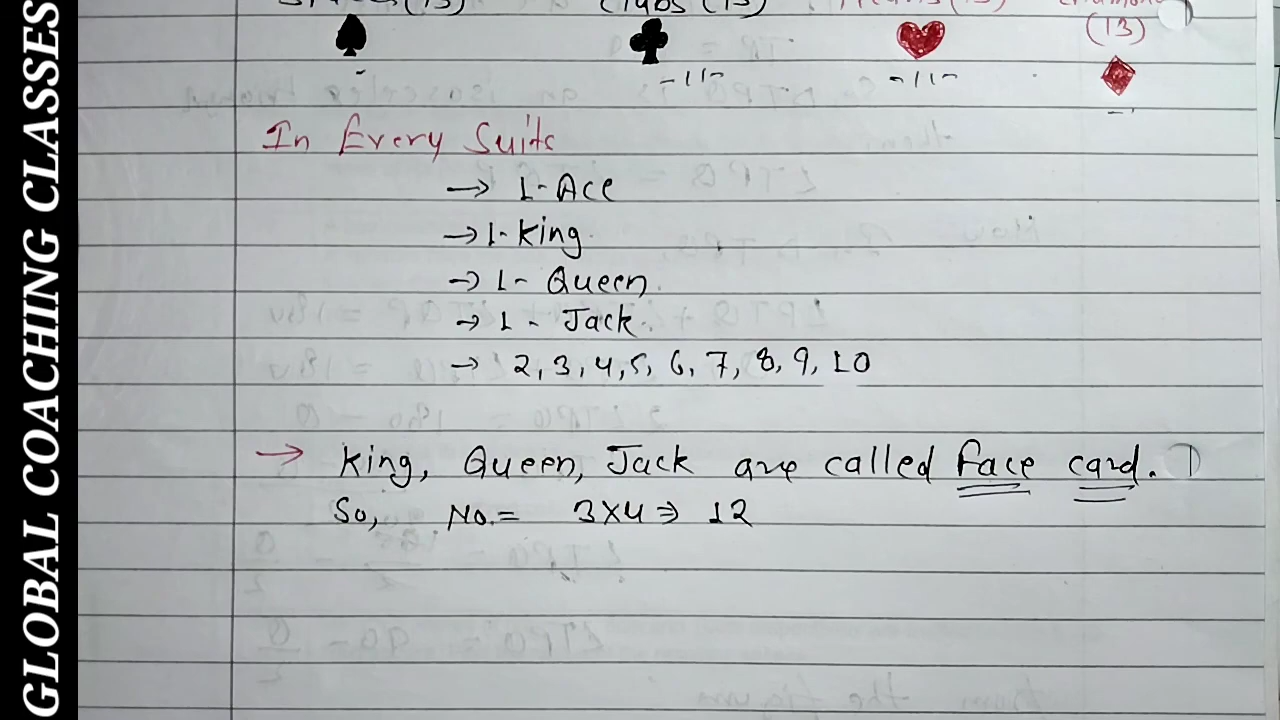 GLOBAL COACHING CLASSES
(13)
In Every Suits
→ 1-Ace
→ 1-King.
→ 1- Queen.
→ 1 - Jack.
→ 2, 3, 4, 5, 6, 7, 8, 9, 10
→ King, Queen, Jack are called Face card.
So, No.= 3×4 ⇒ 12